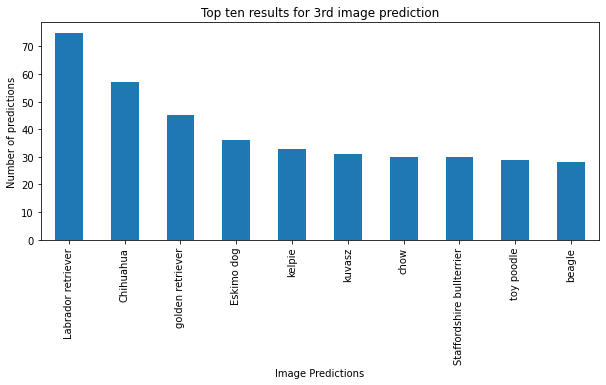 Top ten results for 3rd image prediction
Number of predictions
70
60
50
40
30
20
10
0
Labrador retriever
Chihuahua
golden retriever
Eskimo dog
kelpie
kuvasz
chow
Staffordshire bullterrier
toy poodle
beagle
Image Predictions